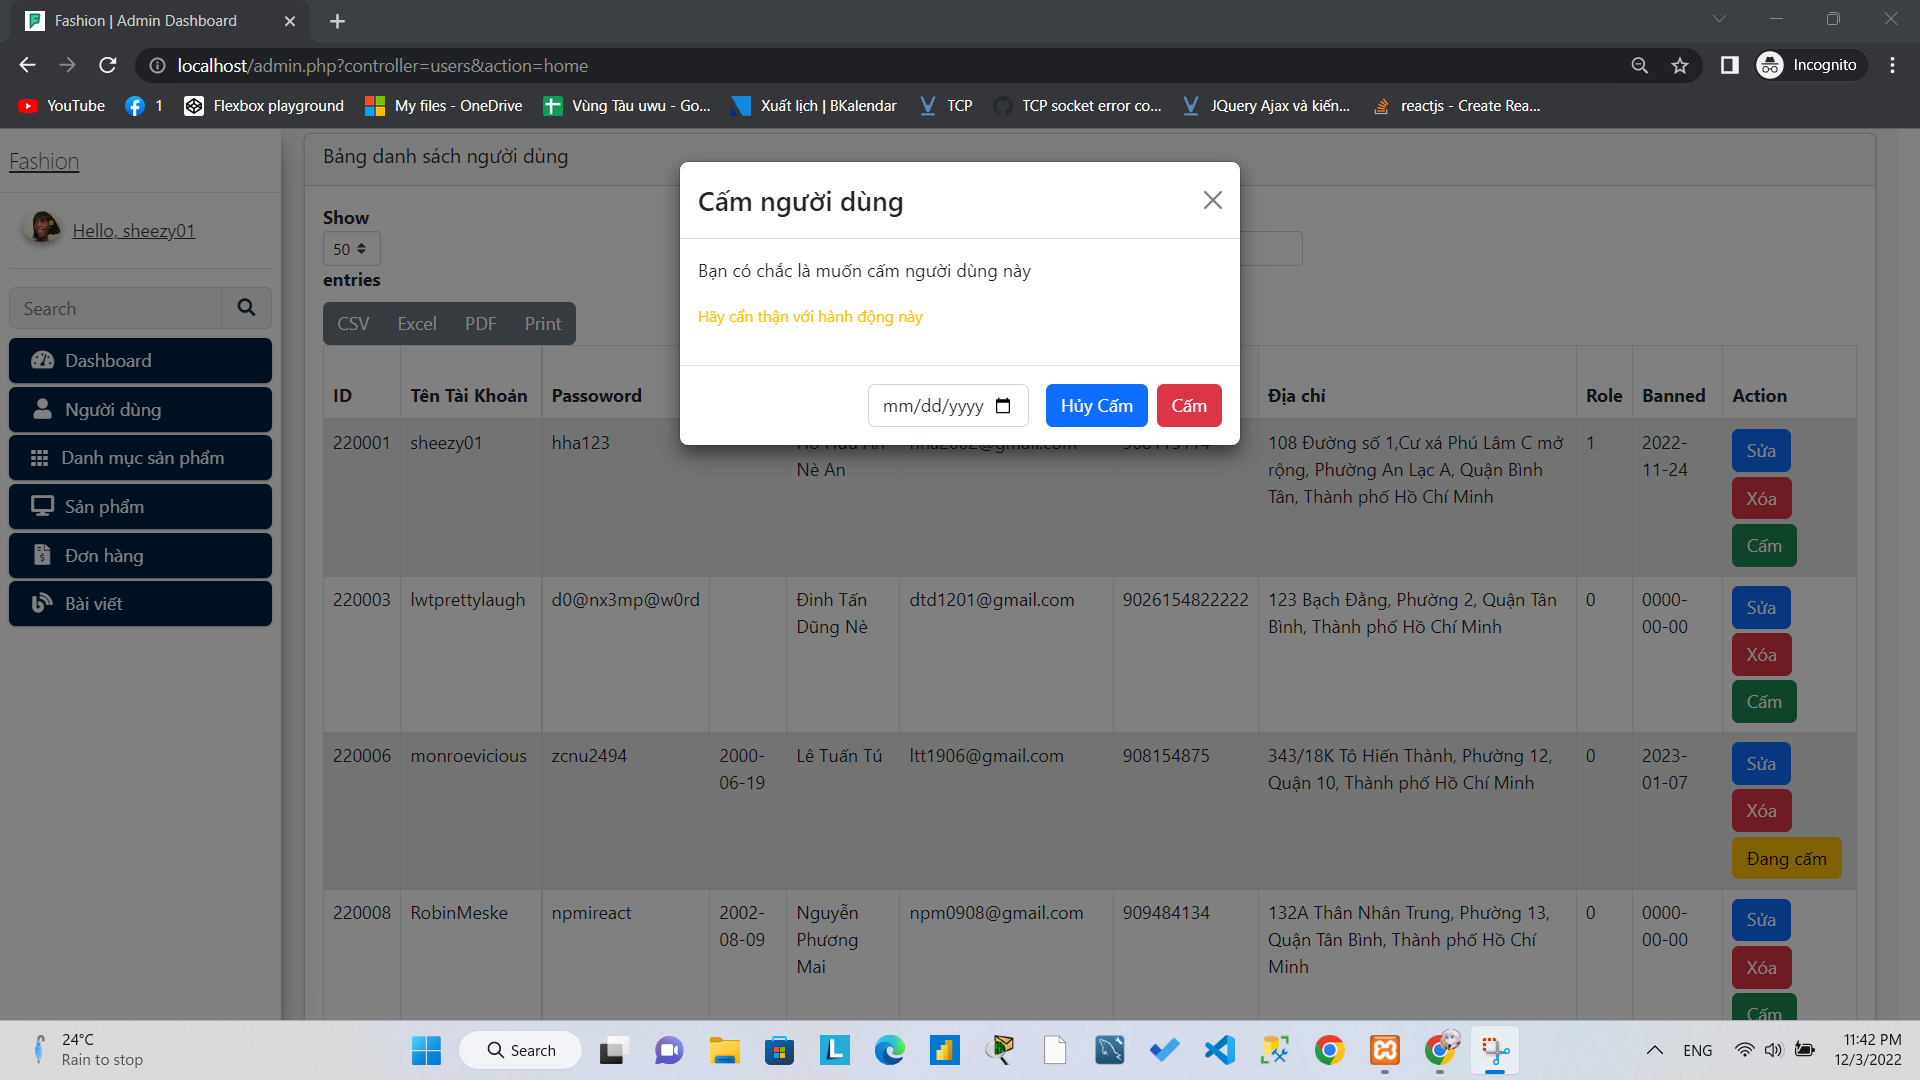 Fashion | Admin Dashboard
localhost/admin.php?controller=users&action=home
Incognito
YouTube
1
Flexbox playground
My files - OneDrive
Vùng Tàu uwu - Go...
Xuất lịch | BKalendar
TCP
TCP socket error co...
JQuery Ajax và kiến...
reactjs - Create Rea...
Fashion
Hello, sheezy01
Search
Dashboard
Người dùng
Danh mục sản phẩm
Sản phẩm
Đơn hàng
Bài viết
Bảng danh sách người dùng
Show
50
entries
CSV Excel PDF Print
Cấm người dùng
Bạn có chắc là muốn cấm người dùng này
Hãy cẩn thận với hành động này
mm/dd/yyyy
Hủy Cấm
Cấm
ID Tên Tài Khoản Passoword Địa chỉ Role Banned Action
220001 sheezy01 hha123
Nè An
108 Đường số 1,Cư xá Phú Lâm C mở
rộng, Phường An Lạc A, Quận Bình
Tân, Thành phố Hồ Chí Minh
1
2022-
11-24
Sửa
Xóa
Cấm
220003 lwtprettylaugh d0@nx3mp@w0rd
Đinh Tấn
Dũng Nè
dtd1201@gmail.com
9026154822222
123 Bạch Đằng, Phường 2, Quận Tân
Bình, Thành phố Hồ Chí Minh
0
0000-
00-00
Sửa
Xóa
Cấm
220006 monroevicious zcnu2494
2000-
06-19
Lê Tuấn Tú
ltt1906@gmail.com
908154875
343/18K Tô Hiến Thành, Phường 12,
Quận 10, Thành phố Hồ Chí Minh
0
2023-
01-07
Sửa
Xóa
Đang cấm
220008 RobinMeske npmireact
2002-
08-09
Nguyễn
Phương
Mai
npm0908@gmail.com
909484134
132A Thân Nhân Trung, Phường 13,
Quận Tân Bình, Thành phố Hồ Chí
Minh
0
0000-
00-00
Sửa
Xóa
Cấm
24°C
Rain to stop
Search
ENG
11:42 PM
12/3/2022